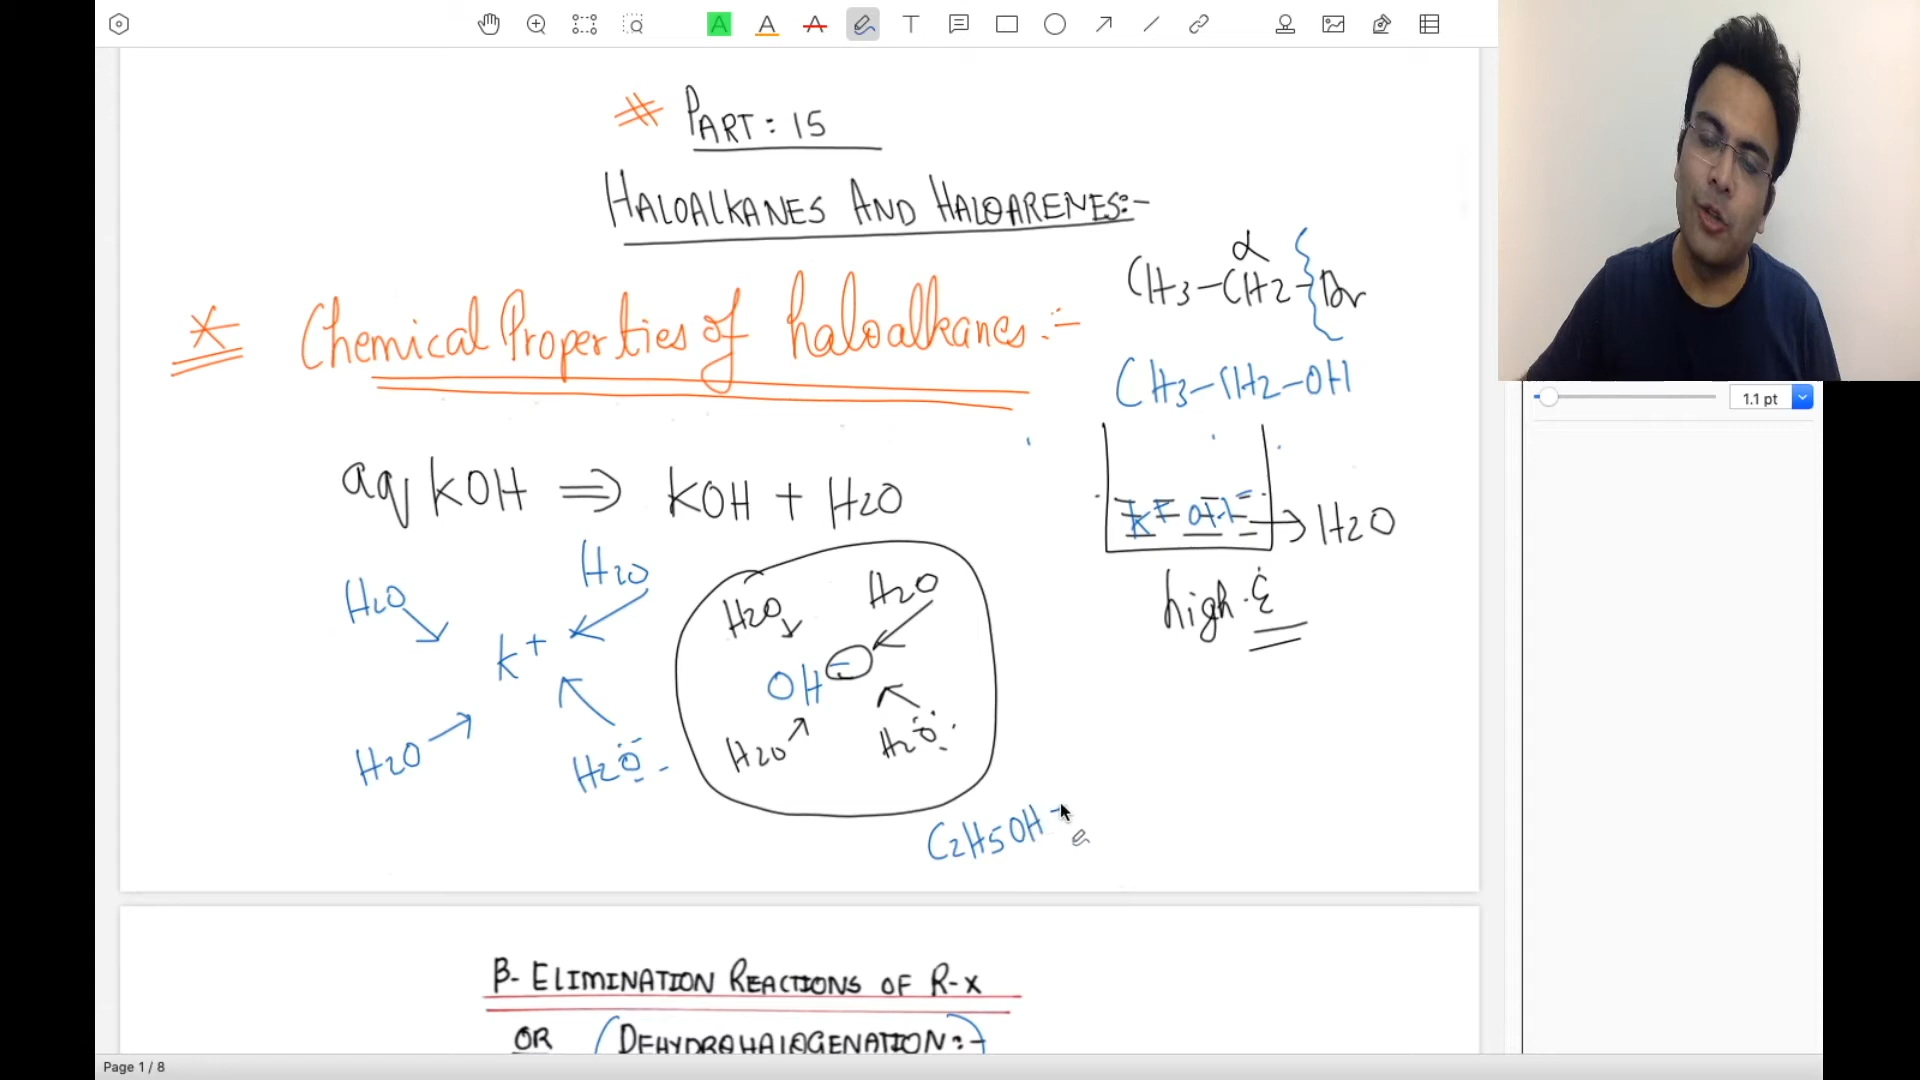 A A A T
# PART: 15
HALOALKANES AND HALOARENES:-
* Chemical Properties of haloalkanes:-
α
CH3-CH2-Br
CH3-CH2-OH
1.1 pt
aq KOH ⇒ KOH + H2O
K+ OH-
→ H2O
high ε
H2O H2O
K+
H2O H2O
H2O H2O
OH-
H2O H2O
C2H5OH
β-ELIMINATION REACTIONS OF R-X
OR (DEHYDROHALOGENATION:-)
Page 1 / 8